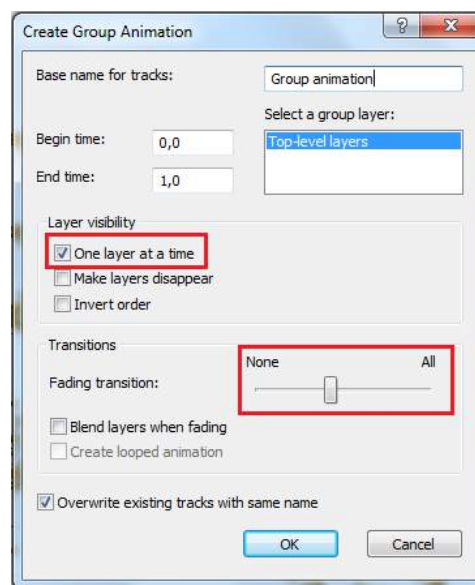 Create Group Animation
Base name for tracks:
Group animation
Select a group layer:
Top-level layers
Begin time:
0,0
End time:
1,0
Layer visibility
One layer at a time
Make layers disappear
Invert order
Transitions
None All
Fading transition:
Blend layers when fading
Create looped animation
Overwrite existing tracks with same name
OK Cancel